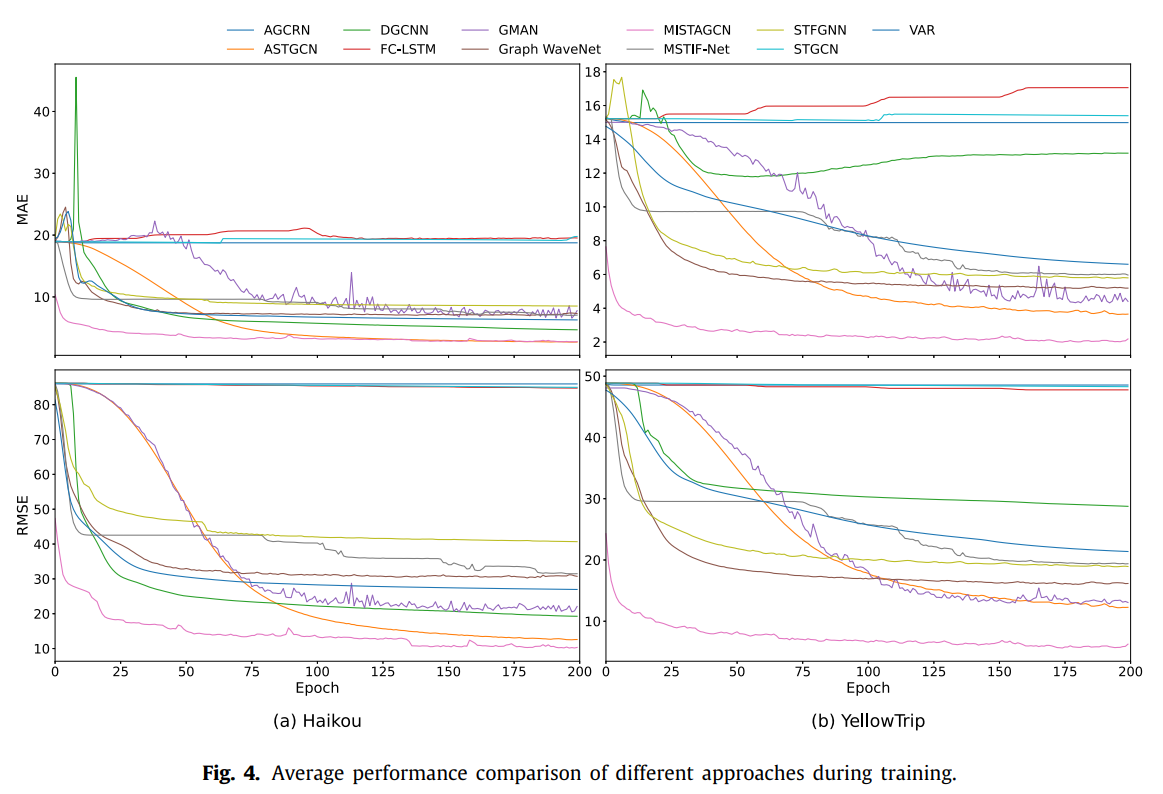 AGCRN DGCNN GMAN MISTAGCN STFGNN VAR
ASTGCN FC-LSTM Graph WaveNet MSTIF-Net STGCN
MAE
40
30
20
10
18
16
14
12
10
8
6
4
2
RMSE
80
70
60
50
40
30
20
10
50
40
30
20
10
0 25 50 75 100 125 150 175 200
0 25 50 75 100 125 150 175 200
Epoch
Epoch
(a) Haikou
(b) YellowTrip
Fig. 4. Average performance comparison of different approaches during training.